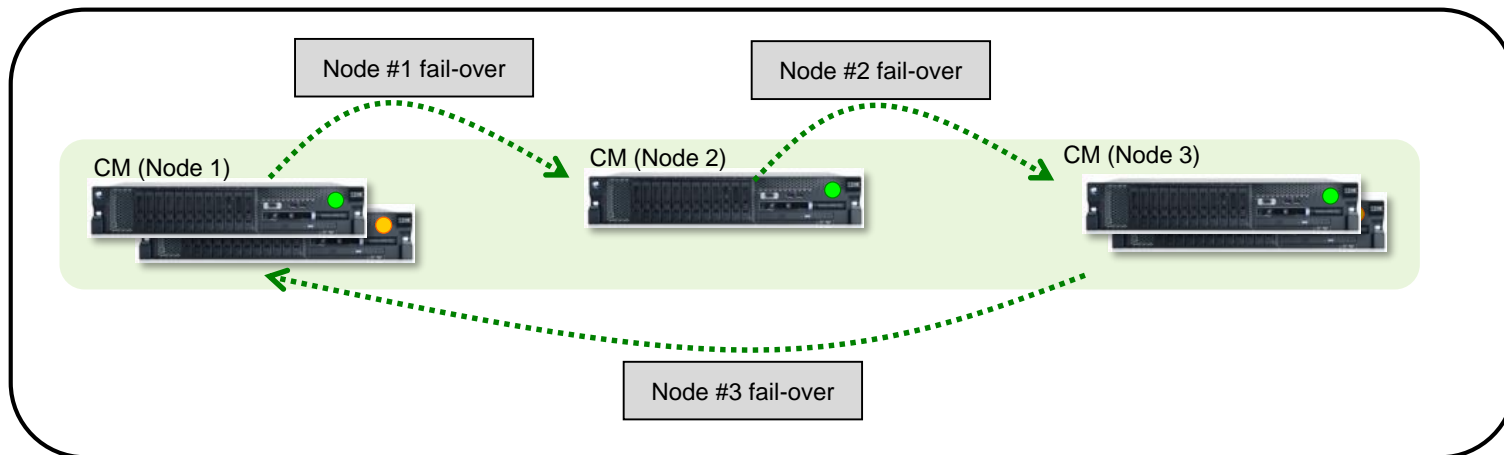 Node #1 fail-over
Node #2 fail-over
CM (Node 1)
CM (Node 2)
CM (Node 3)
Node #3 fail-over